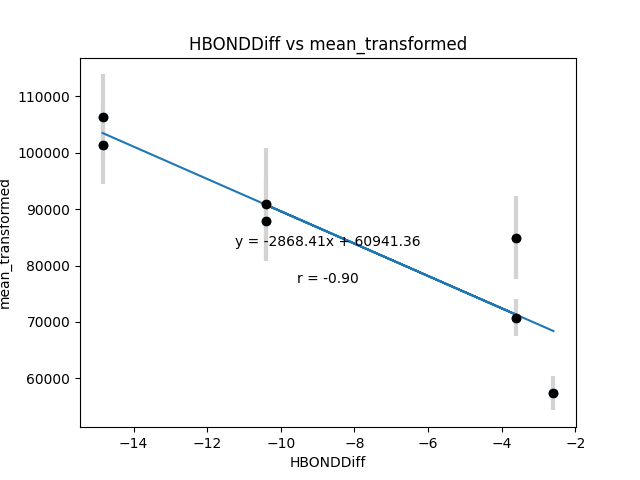 HBONDDiff vs mean_transformed
110000
100000
90000
80000
70000
60000
mean_transformed
y = -2868.41x + 60941.36
r = -0.90
−14
−12
−10
−8
−6
−4
−2
HBONDDiff